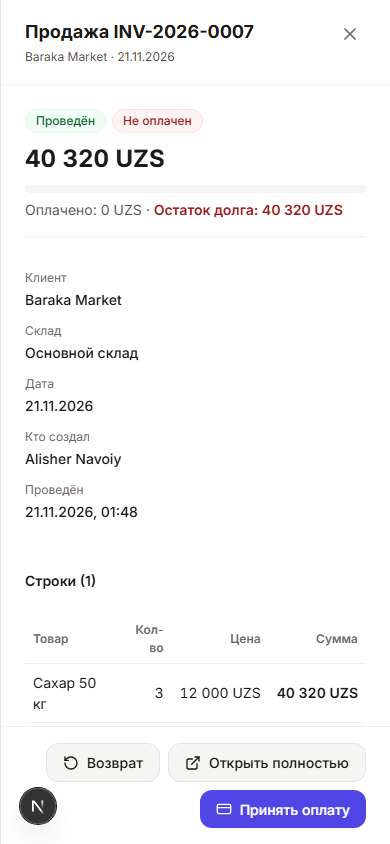 Продажа INV-2026-0007
Baraka Market · 21.11.2026
Проведён
Не оплачен
40 320 UZS
Оплачено: 0 UZS · Остаток долга: 40 320 UZS
Клиент
Baraka Market
Склад
Основной склад
Дата
21.11.2026
Кто создал
Alisher Navoiy
Проведён
21.11.2026, 01:48
Строки (1)
Товар Кол-во Цена Сумма
Сахар 50 кг 3 12 000 UZS 40 320 UZS
Возврат
Открыть полностью
N
Принять оплату